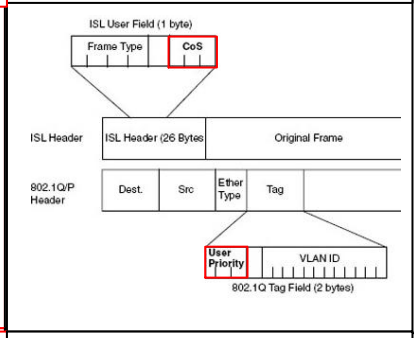 ISL User Field (1 byte)
Frame Type CoS
ISL Header ISL Header (26 Bytes Original Frame
802.1Q/P
Header
Dest. Src Ether
Type Tag
User
Priority VLAN ID
802.1Q Tag Field (2 bytes)